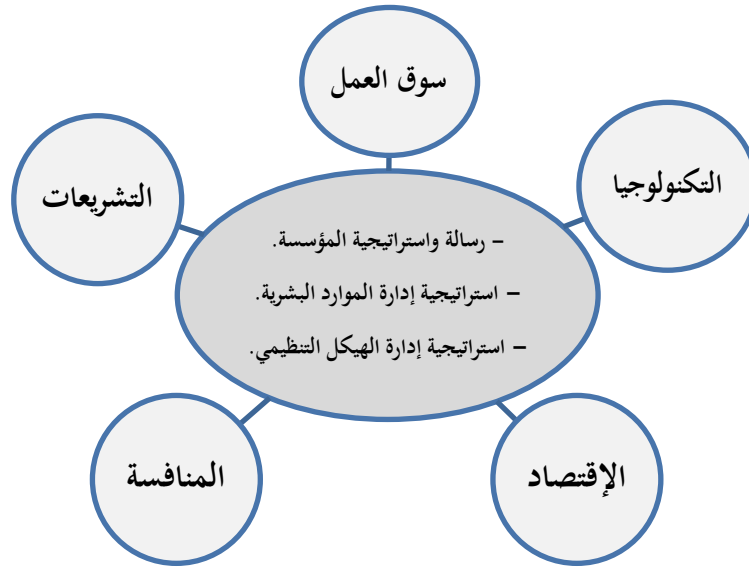 سوق العمل
التكنولوجيا
التشريعات
– رسالة واستراتيجية المؤسسة.
– استراتيجية إدارة الموارد البشرية.
– استراتيجية إدارة الهيكل التنظيمي.
الإقتصاد
المنافسة